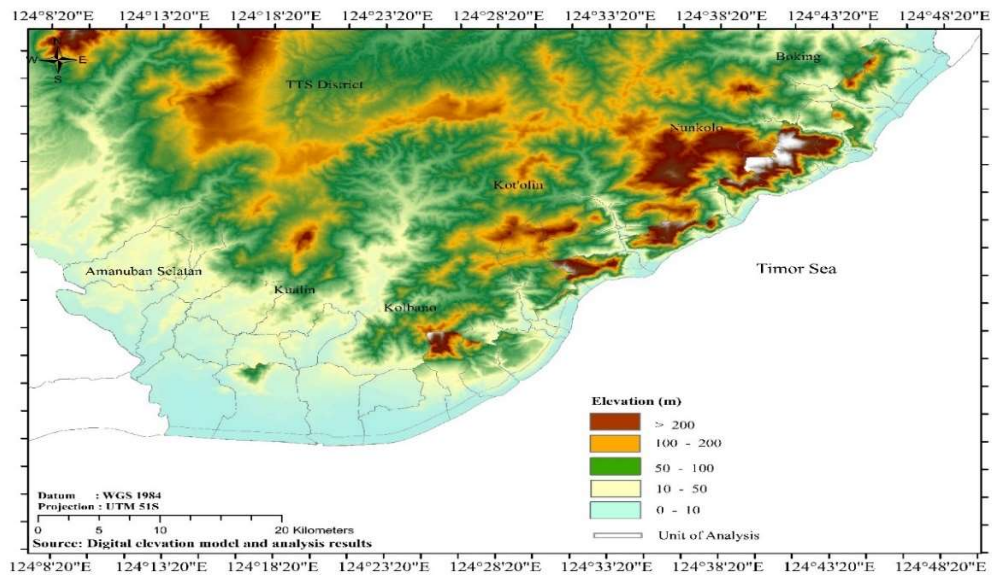 124°8'20"E 124°13'20"E 124°18'20"E 124°23'20"E 124°28'20"E 124°33'20"E 124°38'20"E 124°43'20"E 124°48'20"E
W E
S
Boking
TTS District
Nunkolo
Kot'olin
Timor Sea
Amanuban Selatan
Kualin
Kolbano
Elevation (m)
> 200
100 - 200
50 - 100
10 - 50
0 - 10
Unit of Analysis
Datum : WGS 1984
Projection : UTM 51S
0 5 10 20 Kilometers
Source: Digital elevation model and analysis results
124°8'20"E 124°13'20"E 124°18'20"E 124°23'20"E 124°28'20"E 124°33'20"E 124°38'20"E 124°43'20"E 124°48'20"E